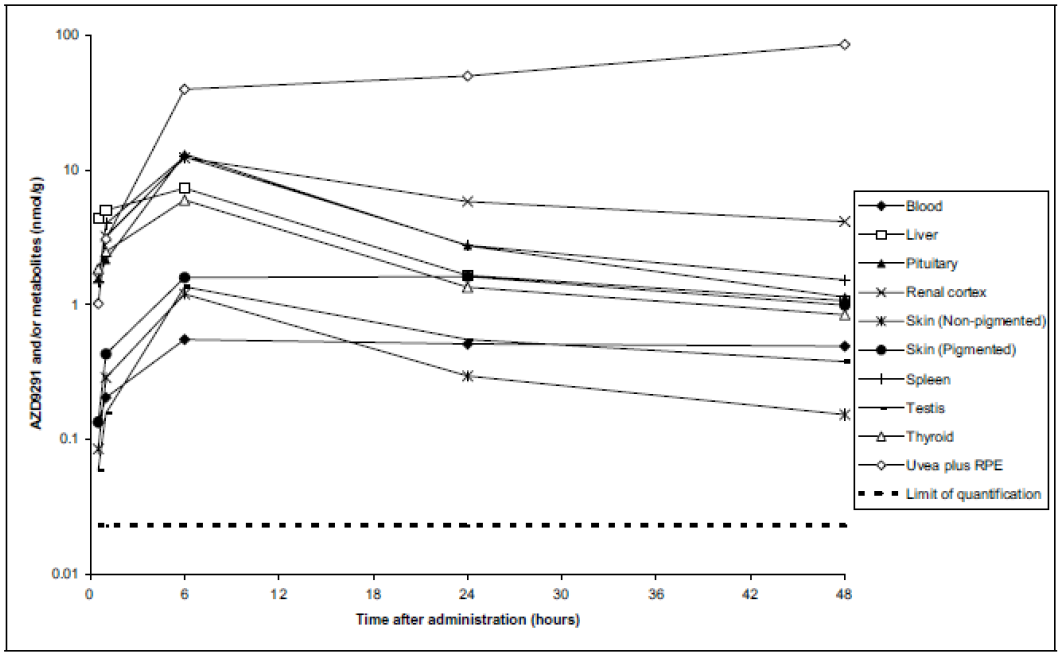 100
10
1
0.1
0.01
AZD9291 and/or metabolites (nmol/g)
0 6 12 18 24 30 36 42 48
Time after administration (hours)
Blood
Liver
Pituitary
Renal cortex
Skin (Non-pigmented)
Skin (Pigmented)
Spleen
Testis
Thyroid
Uvea plus RPE
Limit of quantification